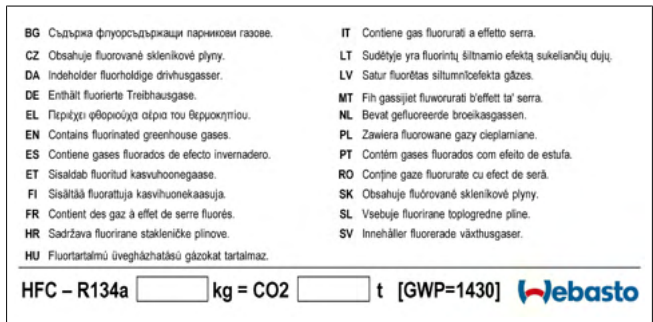 BG Съдържа флуорсъдържащи парникови газове.
CZ Obsahuje fluorované skleníkové plyny.
DA Indeholder fluorholdige drivhusgasser.
DE Enthält fluorierte Treibhausgase.
EL Περιέχει φθοριούχα αέρια του θερμοκηπίου.
EN Contains fluorinated greenhouse gases.
ES Contiene gases fluorados de efecto invernadero.
ET Sisaldab fluoritud kasvuhoonegaase.
FI Sisältää fluorattuja kasvihuonekaasuja.
FR Contient des gaz à effet de serre fluorés.
HR Sadržava fluorirane stakleničke plinove.
HU Fluortartalmú üvegházhatású gázokat tartalmaz.
IT Contiene gas fluorurati a effetto serra.
LT Sudėtyje yra fluorintų šiltnamio efektą sukeliančių dujų.
LV Satur fluorētas siltumnīcefekta gāzes.
MT Fih gassijiet fluworurati b'effett ta' serra.
NL Bevat gefluoreerde broeikasgassen.
PL Zawiera fluorowane gazy cieplarniane.
PT Contém gases fluorados com efeito de estufa.
RO Conține gaze fluorurate cu efect de seră.
SK Obsahuje fluórované skleníkové plyny.
SL Vsebuje fluorirane toplogredne pline.
SV Innehåller fluorerade växthusgaser.
HFC – R134a kg = CO2 t [GWP=1430] Webasto